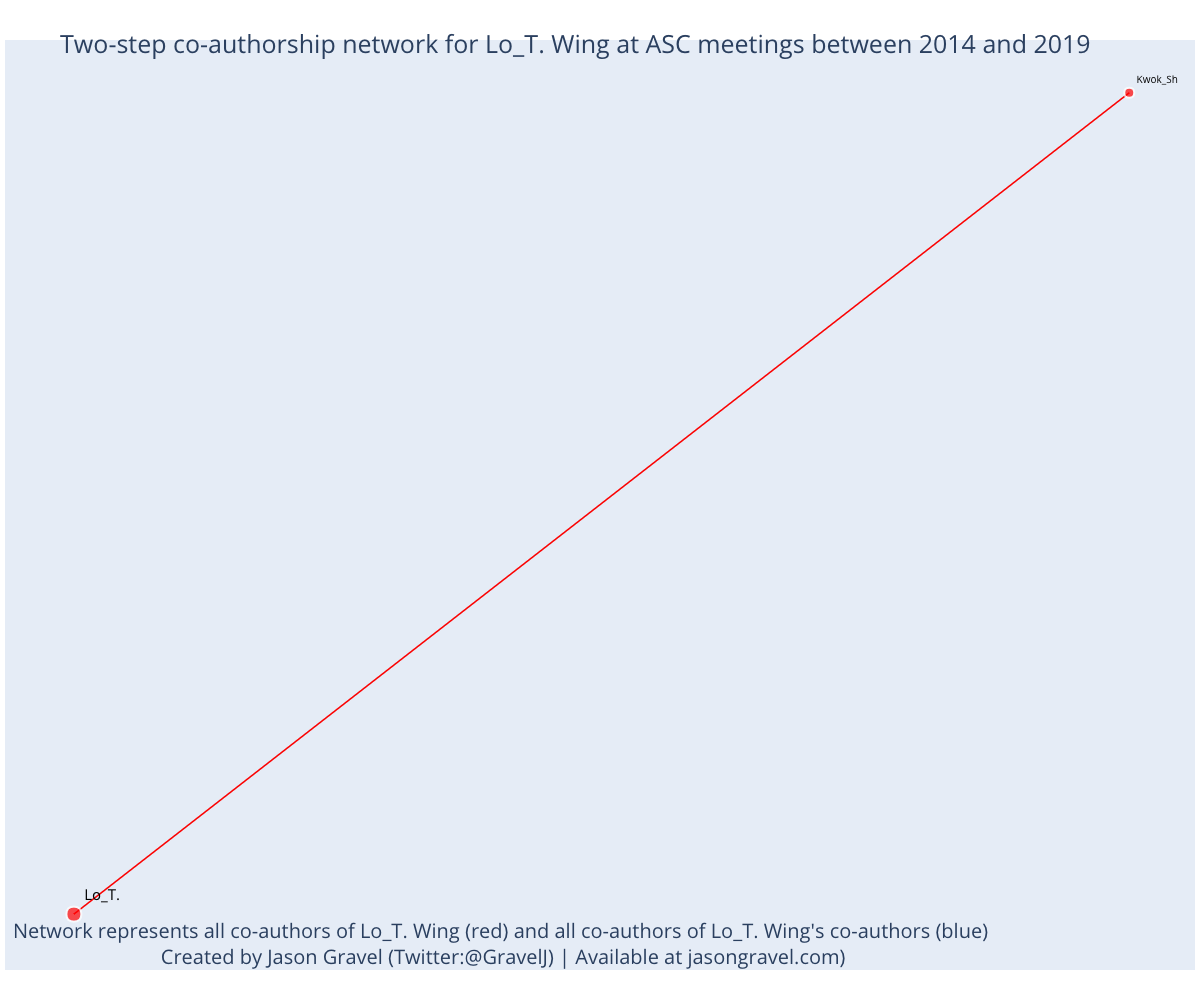 Two-step co-authorship network for Lo_T. Wing at ASC meetings between 2014 and 2019
Kwok_Sh
Lo_T.
Network represents all co-authors of Lo_T. Wing (red) and all co-authors of Lo_T. Wing's co-authors (blue)
Created by Jason Gravel (Twitter:@GravelJ) | Available at jasongravel.com)